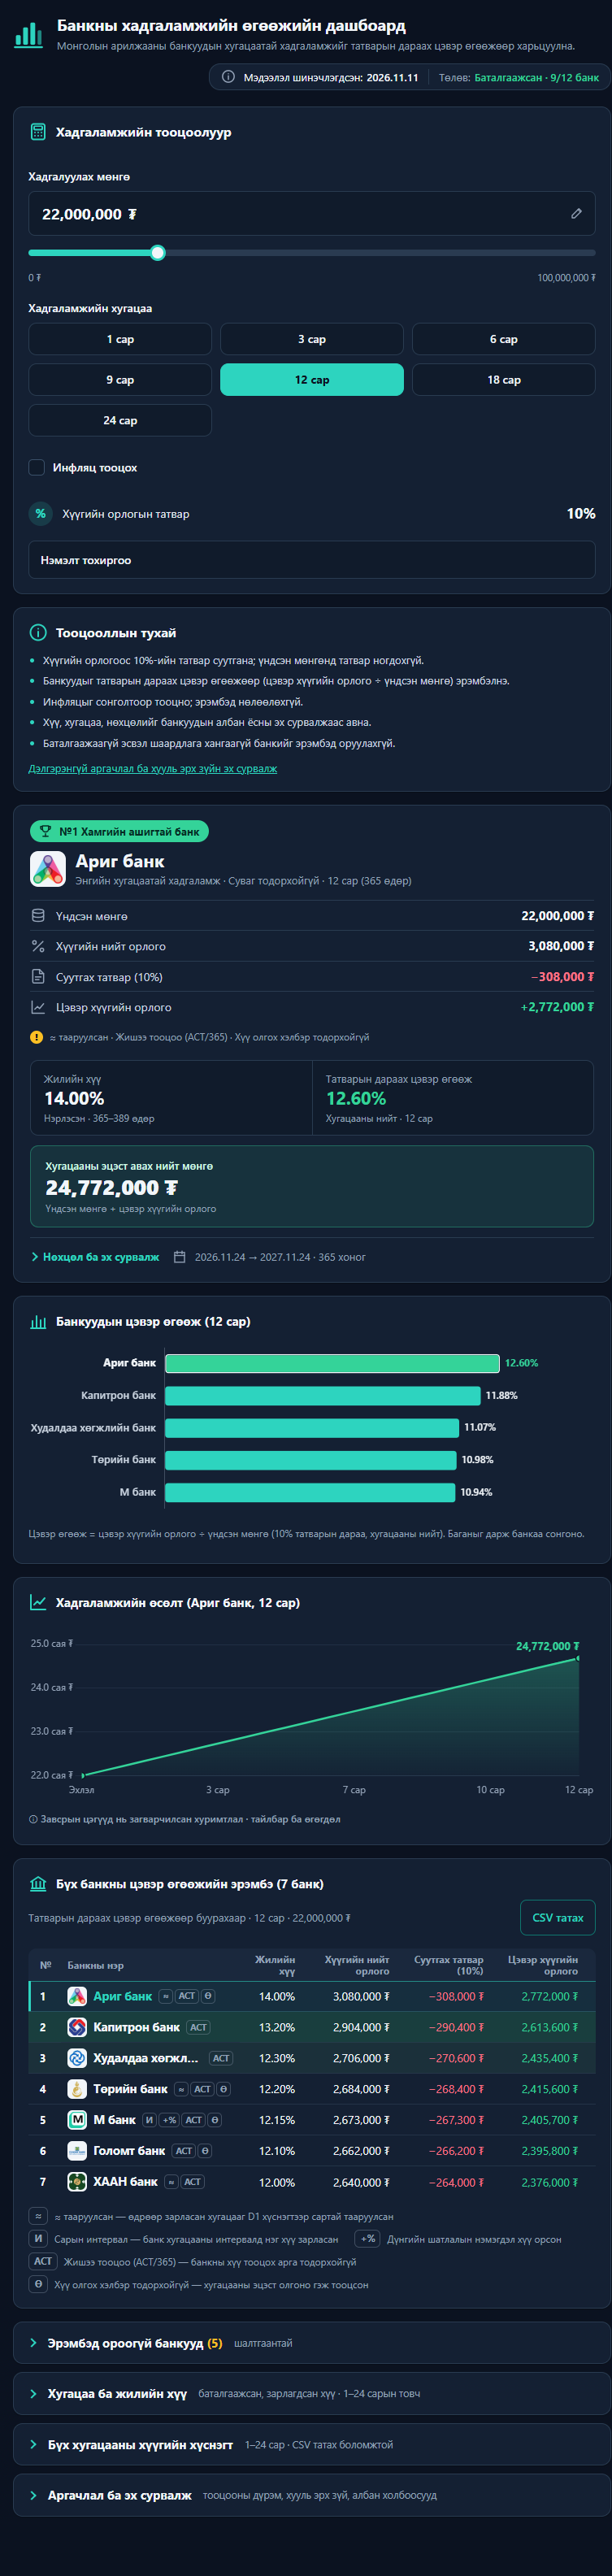 Банкны хадгаламжийн өгөөжийн дашбоард
Монголын арилжааны банкуудын хугацаатай хадгаламжийг татварын дараах цэвэр өгөөжөөр харьцуулна.
Мэдээлэл шинэчлэгдсэн: 2026.11.11 Төлөв: Баталгаажсан · 9/12 банк
Хадгаламжийн тооцоолуур
Хадгалуулах мөнгө
22,000,000 ₮
0 ₮ 100,000,000 ₮
Хадгаламжийн хугацаа
1 сар 3 сар 6 сар
9 сар 12 сар 18 сар
24 сар
Инфляц тооцох
% Хүүгийн орлогын татвар 10%
Нэмэлт тохиргоо
Тооцооллын тухай
• Хүүгийн орлогоос 10%-ийн татвар суутгана; үндсэн мөнгөнд татвар ногдохгүй.
• Банкуудыг татварын дараах цэвэр өгөөжөөр (цэвэр хүүгийн орлого ÷ үндсэн мөнгө) эрэмбэлнэ.
• Инфляцыг сонголтоор тооцно; эрэмбэд нөлөөлөхгүй.
• Хүү, хугацаа, нөхцөлийг банкуудын албан ёсны эх сурвалжаас авна.
• Баталгаажаагүй эсвэл шаардлага хангаагүй банкийг эрэмбэд оруулахгүй.
Дэлгэрэнгүй аргачлал ба хууль эрх зүйн эх сурвалж
№1 Хамгийн ашигтай банк
Ариг банк
Энгийн хугацаатай хадгаламж · Суваг тодорхойгүй · 12 сар (365 өдөр)
Үндсэн мөнгө 22,000,000 ₮
Хүүгийн нийт орлого 3,080,000 ₮
Суутгах татвар (10%) −308,000 ₮
Цэвэр хүүгийн орлого +2,772,000 ₮
! ≈ тааруулсан · Жишээ тооцоо (ACT/365) · Хүү олгох хэлбэр тодорхойгүй
Жилийн хүү Татварын дараах цэвэр өгөөж
14.00% 12.60%
Нэрлэсэн · 365–389 өдөр Хугацааны нийт · 12 сар
Хугацааны эцэст авах нийт мөнгө
24,772,000 ₮
Үндсэн мөнгө + цэвэр хүүгийн орлого
Нөхцөл ба эх сурвалж 2026.11.24 → 2027.11.24 · 365 хоног
Банкуудын цэвэр өгөөж (12 сар)
Ариг банк 12.60%
Капитрон банк 11.88%
Худалдаа хөгжлийн банк 11.07%
Төрийн банк 10.98%
М банк 10.94%
Цэвэр өгөөж = цэвэр хүүгийн орлого ÷ үндсэн мөнгө (10% татварын дараа, хугацааны нийт). Баганыг дарж банкаа сонгоно.
Хадгаламжийн өсөлт (Ариг банк, 12 сар)
25.0 сая ₮ 24,772,000 ₮
24.0 сая ₮
23.0 сая ₮
22.0 сая ₮
Эхлэл 3 сар 7 сар 10 сар 12 сар
Завсрын цэгүүд нь загварчилсан хуримтлал · тайлбар ба өгөгдөл
Бүх банкны цэвэр өгөөжийн эрэмбэ (7 банк)
Татварын дараах цэвэр өгөөжөөр буурахаар · 12 сар · 22,000,000 ₮ CSV татах
№ Банкны нэр Жилийн хүү Хүүгийн нийт орлого Суутгах татвар (10%) Цэвэр хүүгийн орлого
1 Ариг банк ≈ ACT Ө 14.00% 3,080,000 ₮ −308,000 ₮ 2,772,000 ₮
2 Капитрон банк ACT 13.20% 2,904,000 ₮ −290,400 ₮ 2,613,600 ₮
3 Худалдаа хөгжл... ACT 12.30% 2,706,000 ₮ −270,600 ₮ 2,435,400 ₮
4 Төрийн банк ≈ ACT Ө 12.20% 2,684,000 ₮ −268,400 ₮ 2,415,600 ₮
5 М банк И +% ACT Ө 12.15% 2,673,000 ₮ −267,300 ₮ 2,405,700 ₮
6 Голомт банк ACT Ө 12.10% 2,662,000 ₮ −266,200 ₮ 2,395,800 ₮
7 ХААН банк ≈ ACT 12.00% 2,640,000 ₮ −264,000 ₮ 2,376,000 ₮
≈ ≈ тааруулсан — өдрөөр зарласан хугацааг D1 хүснэгтээр сартай тааруулсан
И Сарын интервал — банк хугацааны интервалд нэг хүү зарласан +% Дүнгийн шатлалын нэмэгдэл хүү орсон
ACT Жишээ тооцоо (ACT/365) — банкны хүү тооцох арга тодорхойгүй
Ө Хүү олгох хэлбэр тодорхойгүй — хугацааны эцэст олгоно гэж тооцсон
Эрэмбэд ороогүй банкууд (5) шалтгаантай
Хугацаа ба жилийн хүү баталгаажсан, зарлагдсан хүү · 1–24 сарын товч
Бүх хугацааны хүүгийн хүснэгт 1–24 сар · CSV татах боломжтой
Аргачлал ба эх сурвалж тооцооны дүрэм, хууль эрх зүй, албан холбоосууд